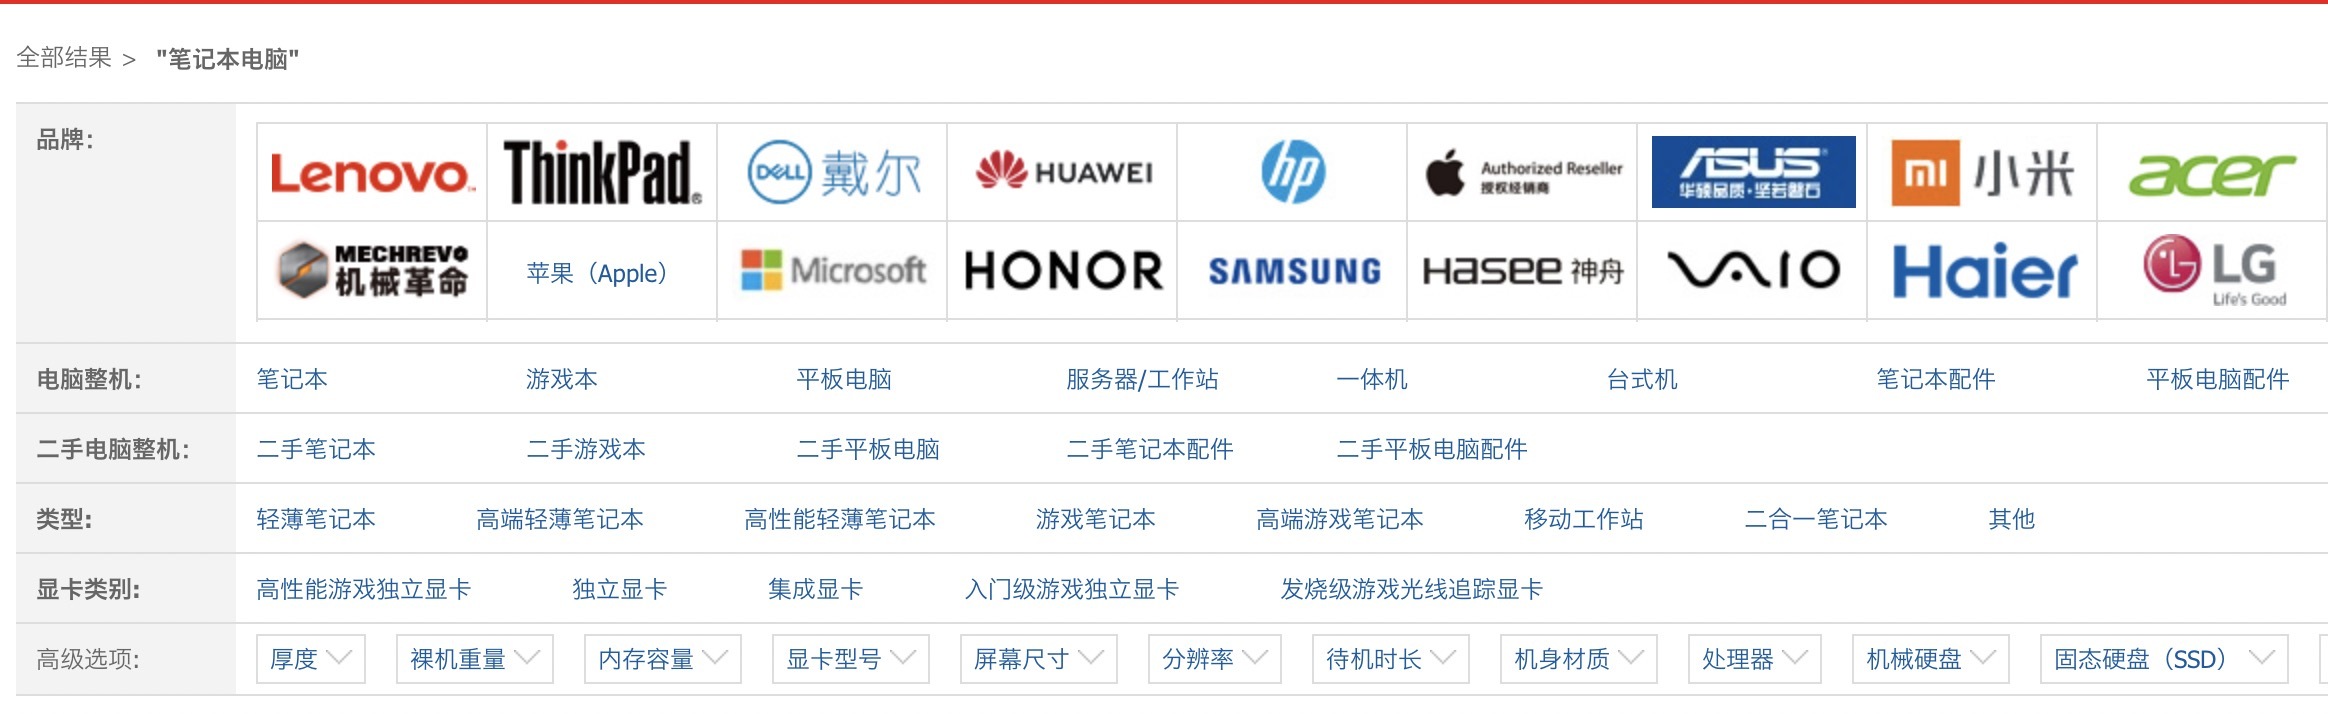 全部结果 > "笔记本电脑"
品牌:
Lenovo ThinkPad DELL 戴尔 HUAWEI hp Authorized Reseller 授权经销商 ASUS 华硕品质·坚若磐石 mi 小米 acer
MECHREVO 机械革命 苹果（Apple） Microsoft HONOR SAMSUNG Hasee 神舟 VAIO Haier LG Life's Good
电脑整机: 笔记本 游戏本 平板电脑 服务器/工作站 一体机 台式机 笔记本配件 平板电脑配件
二手电脑整机: 二手笔记本 二手游戏本 二手平板电脑 二手笔记本配件 二手平板电脑配件
类型: 轻薄笔记本 高端轻薄笔记本 高性能轻薄笔记本 游戏笔记本 高端游戏笔记本 移动工作站 二合一笔记本 其他
显卡类别: 高性能游戏独立显卡 独立显卡 集成显卡 入门级游戏独立显卡 发烧级游戏光线追踪显卡
高级选项: 厚度 裸机重量 内存容量 显卡型号 屏幕尺寸 分辨率 待机时长 机身材质 处理器 机械硬盘 固态硬盘（SSD）